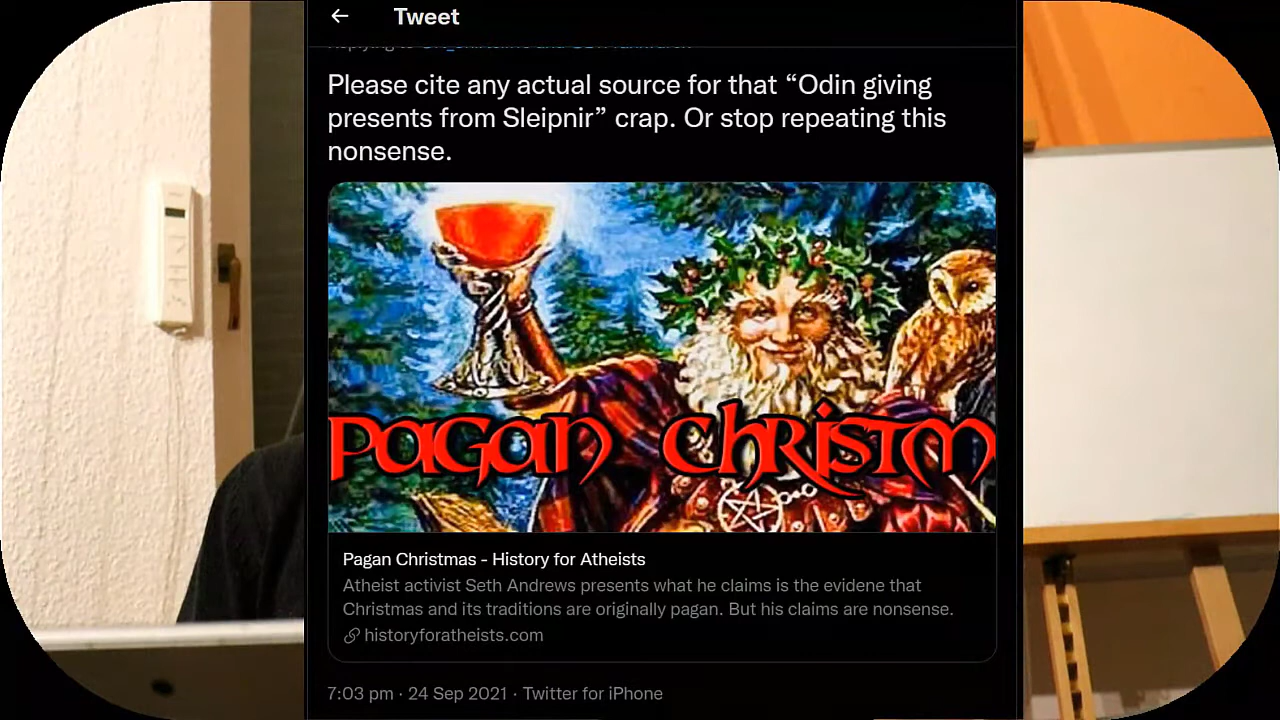 Tweet
Please cite any actual source for that “Odin giving
presents from Sleipnir” crap. Or stop repeating this
nonsense.
PAGAN CHRISTM
Pagan Christmas - History for Atheists
Atheist activist Seth Andrews presents what he claims is the evidene that
Christmas and its traditions are originally pagan. But his claims are nonsense.
historyforatheists.com
7:03 pm · 24 Sep 2021 · Twitter for iPhone